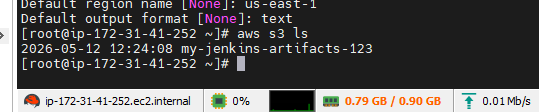 Default region name [None]: us-east-1
Default output format [None]: text
[root@ip-172-31-41-252 ~]# aws s3 ls
2026-05-12 12:24:08 my-jenkins-artifacts-123
[root@ip-172-31-41-252 ~]#
ip-172-31-41-252.ec2.internal 0% 0.79 GB / 0.90 GB 0.01 Mb/s